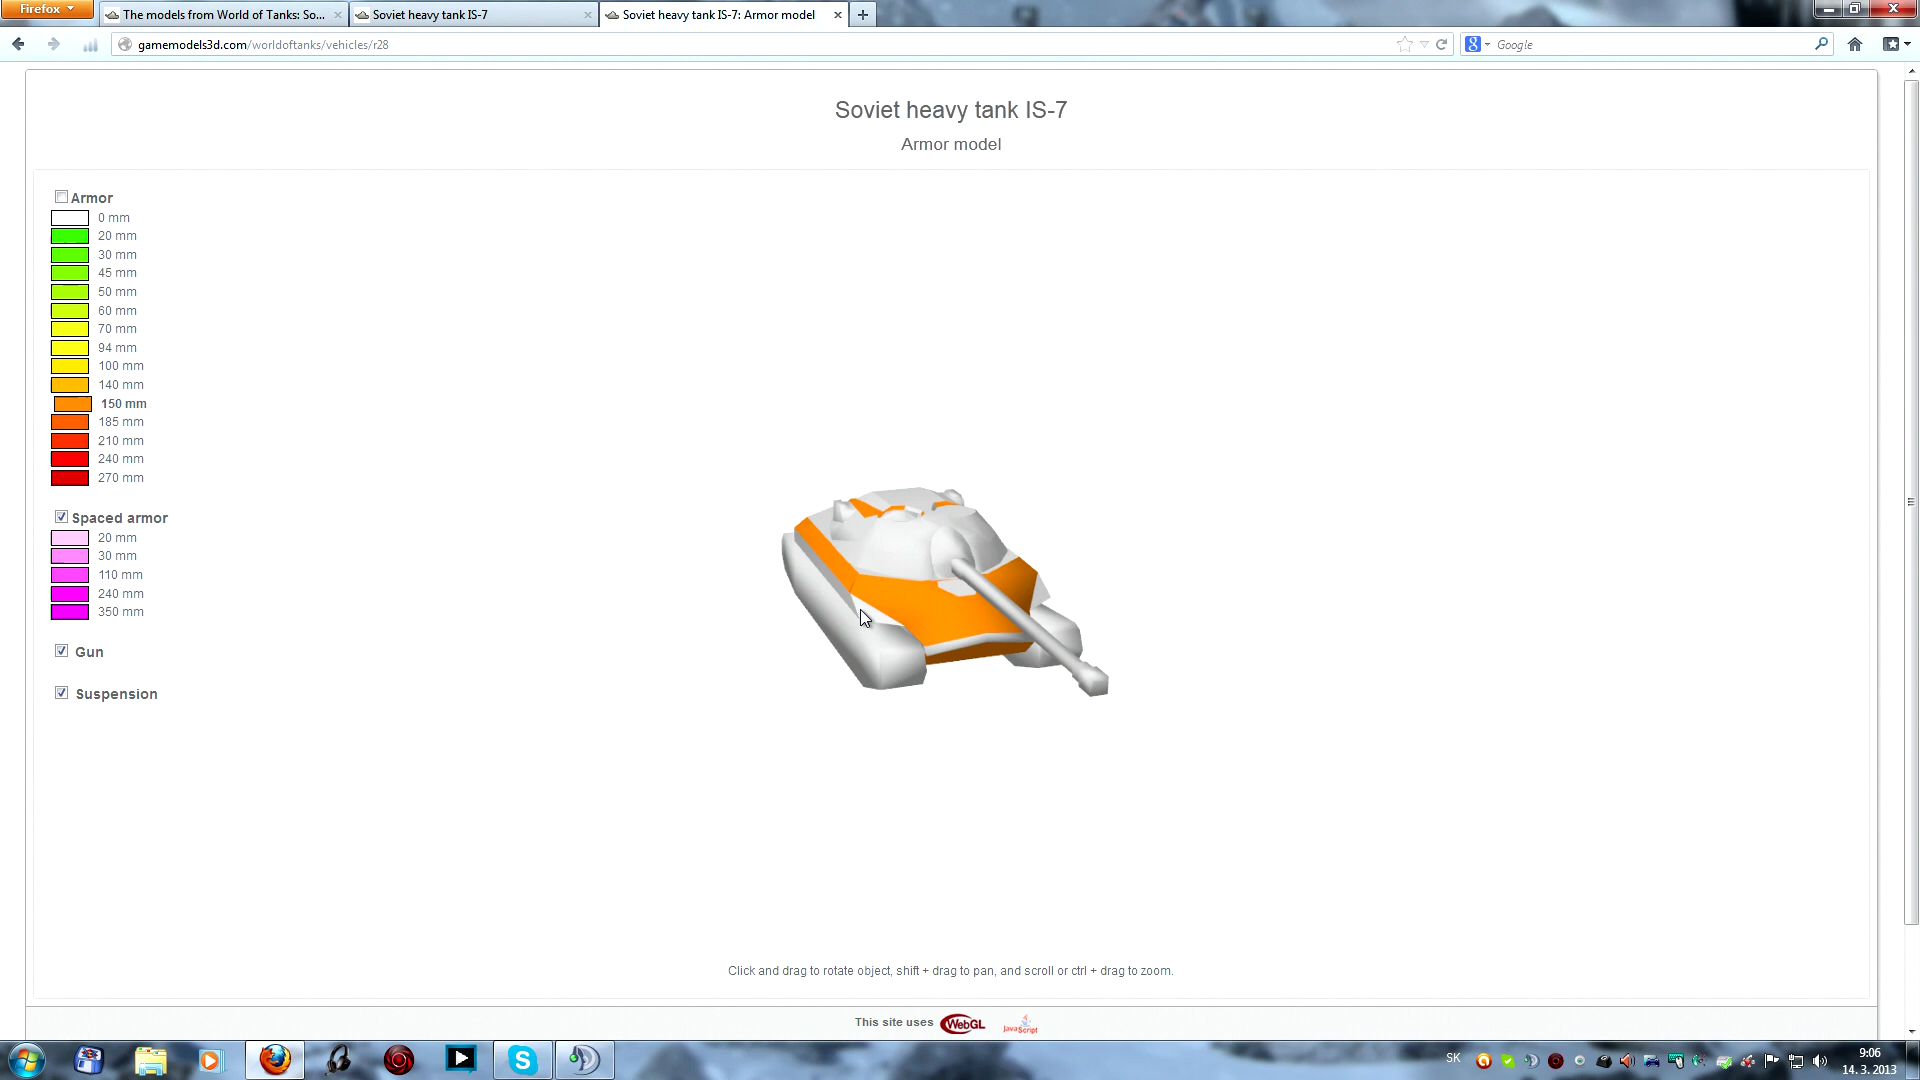 Firefox
The models from World of Tanks: So...
Soviet heavy tank IS-7
Soviet heavy tank IS-7: Armor model
gamemodels3d.com/worldoftanks/vehicles/r28
Google
Soviet heavy tank IS-7
Armor model
Armor
0 mm
20 mm
30 mm
45 mm
50 mm
60 mm
70 mm
94 mm
100 mm
140 mm
150 mm
185 mm
210 mm
240 mm
270 mm
Spaced armor
20 mm
30 mm
110 mm
240 mm
350 mm
Gun
Suspension
Click and drag to rotate object, shift + drag to pan, and scroll or ctrl + drag to zoom.
This site uses WebGL JavaScript
SK
9:06
14. 3. 2013